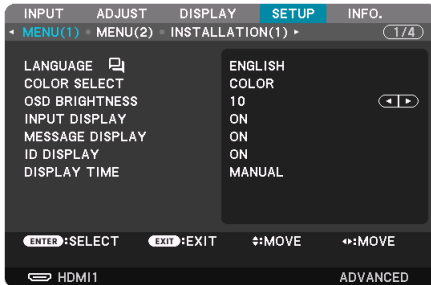 INPUT ADJUST DISPLAY SETUP INFO.
MENU(1) MENU(2) INSTALLATION(1) 1/4
LANGUAGE ENGLISH
COLOR SELECT COLOR
OSD BRIGHTNESS 10
INPUT DISPLAY ON
MESSAGE DISPLAY ON
ID DISPLAY ON
DISPLAY TIME MANUAL
ENTER:SELECT EXIT:EXIT :MOVE :MOVE
HDMI1 ADVANCED